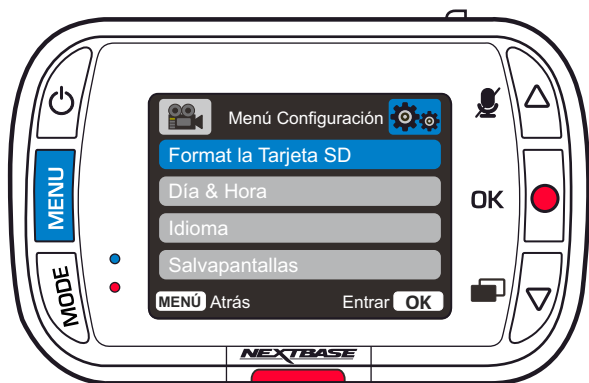 Menú Configuración
Format la Tarjeta SD
Día & Hora
Idioma
Salvapantallas
MENÚ Atrás Entrar OK
MENU
MODE
OK
NEXTBASE